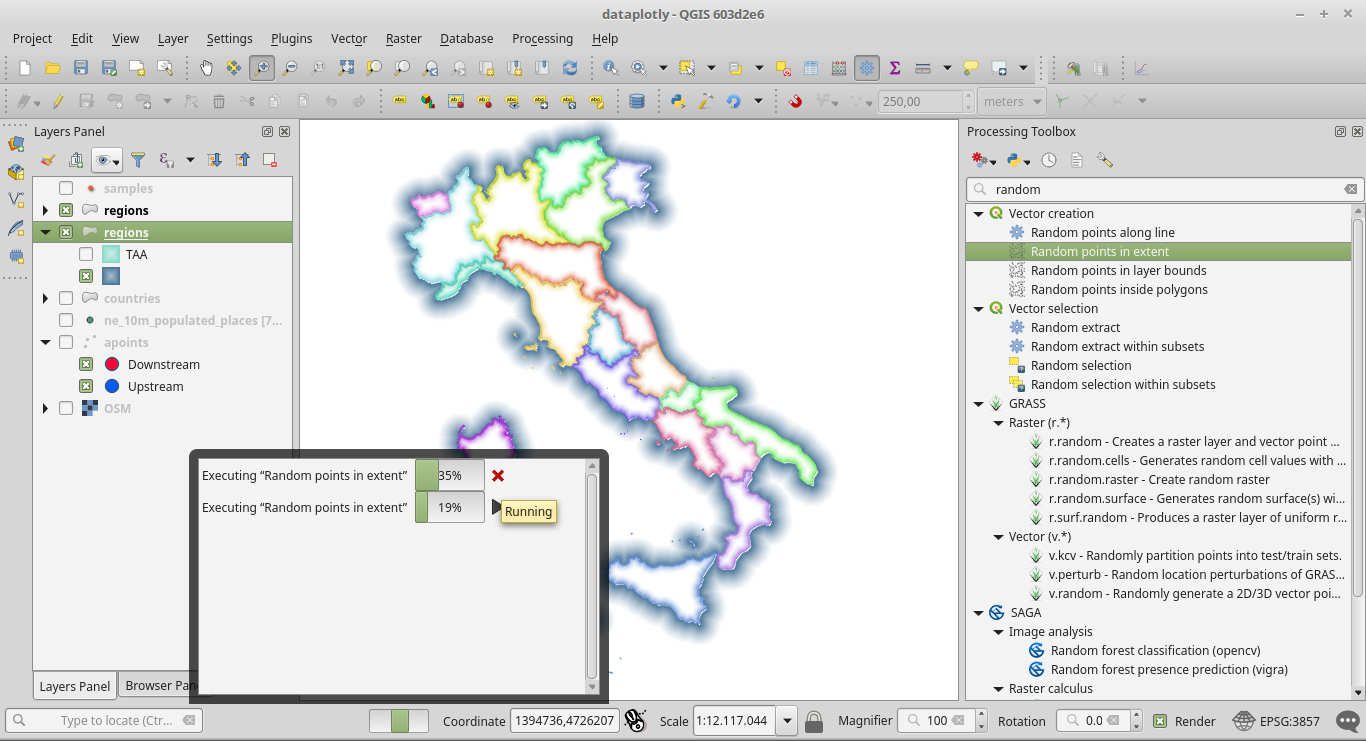 dataplotly - QGIS 603d2e6
Project Edit View Layer Settings Plugins Vector Raster Database Processing Help
250,00 meters
Layers Panel
samples
regions
regions
TAA
countries
ne_10m_populated_places [7...
apoints
Downstream
Upstream
OSM
Executing “Random points in extent” 35%
Executing “Random points in extent” 19%
Running
Layers Panel Browser Pan
Processing Toolbox
random
Vector creation
Random points along line
Random points in extent
Random points in layer bounds
Random points inside polygons
Vector selection
Random extract
Random extract within subsets
Random selection
Random selection within subsets
GRASS
Raster (r.*)
r.random - Creates a raster layer and vector point ...
r.random.cells - Generates random cell values with ...
r.random.raster - Create random raster
r.random.surface - Generates random surface(s) wi...
r.surf.random - Produces a raster layer of uniform r...
Vector (v.*)
v.kcv - Randomly partition points into test/train sets.
v.perturb - Random location perturbations of GRAS...
v.random - Randomly generate a 2D/3D vector poi...
SAGA
Image analysis
Random forest classification (opencv)
Random forest presence prediction (vigra)
Raster calculus
Type to locate (Ctr... Coordinate 1394736,4726207 Scale 1:12.117.044 Magnifier 100 Rotation 0.0 Render EPSG:3857